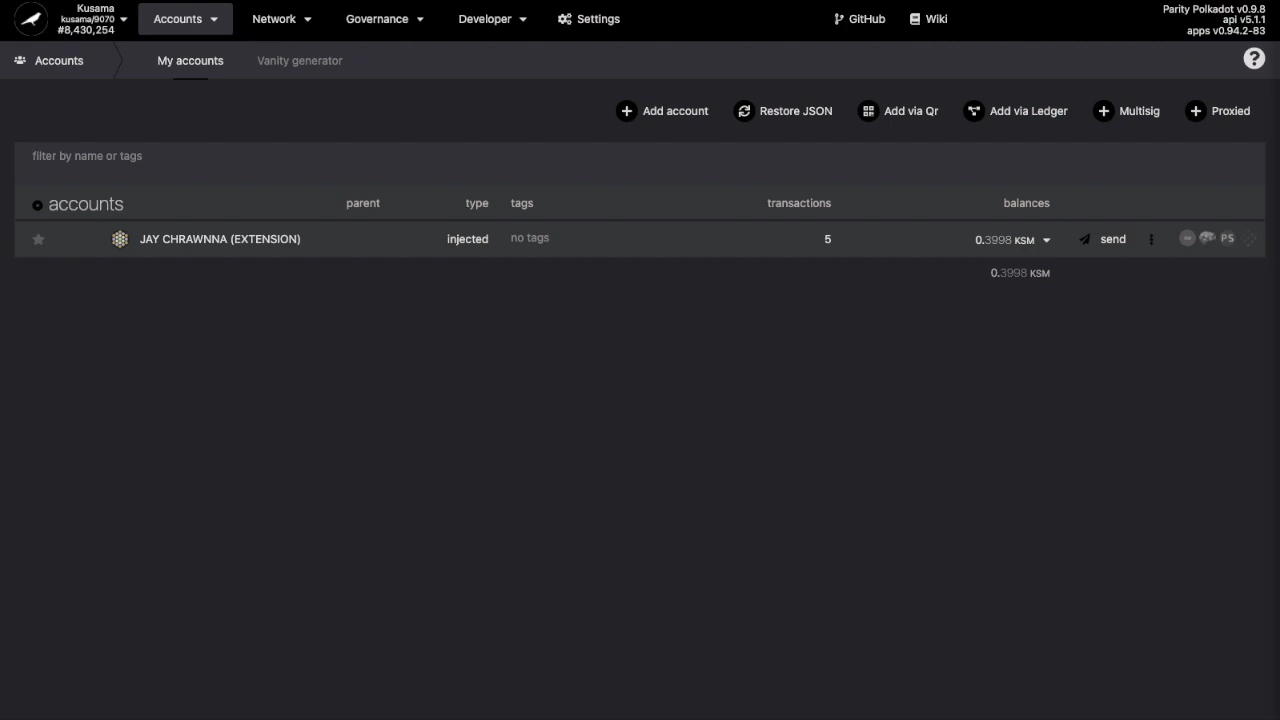 Kusama
kusama/9070
#8,430,254
Accounts
Network
Governance
Developer
Settings
GitHub
Wiki
Parity Polkadot v0.9.8
api v5.1.1
apps v0.94.2-83
Accounts
My accounts
Vanity generator
?
Add account
Restore JSON
Add via Qr
Add via Ledger
Multisig
Proxied
filter by name or tags
accounts parent type tags transactions balances
JAY CHRAWNNA (EXTENSION) injected no tags 5 0.3998 KSM send PS
0.3998 KSM